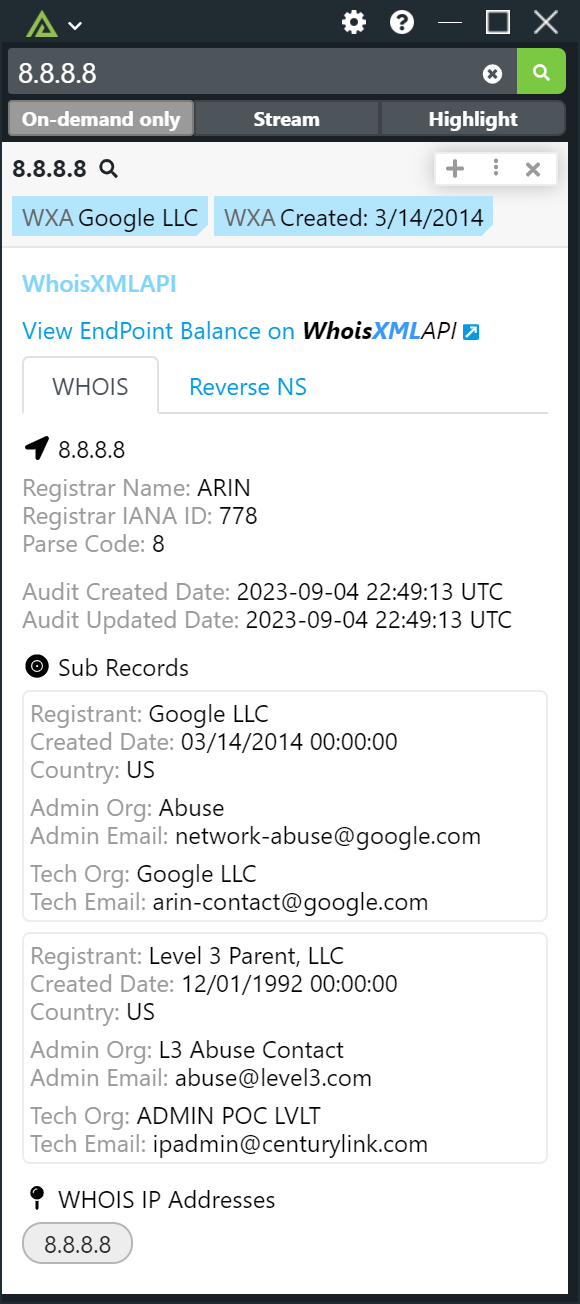 8.8.8.8
On-demand only Stream Highlight
8.8.8.8
WXA Google LLC WXA Created: 3/14/2014
WhoisXMLAPI
View EndPoint Balance on WhoisXMLAPI
WHOIS Reverse NS
8.8.8.8
Registrar Name: ARIN
Registrar IANA ID: 778
Parse Code: 8
Audit Created Date: 2023-09-04 22:49:13 UTC
Audit Updated Date: 2023-09-04 22:49:13 UTC
Sub Records
Registrant: Google LLC
Created Date: 03/14/2014 00:00:00
Country: US
Admin Org: Abuse
Admin Email: network-abuse@google.com
Tech Org: Google LLC
Tech Email: arin-contact@google.com
Registrant: Level 3 Parent, LLC
Created Date: 12/01/1992 00:00:00
Country: US
Admin Org: L3 Abuse Contact
Admin Email: abuse@level3.com
Tech Org: ADMIN POC LVLT
Tech Email: ipadmin@centurylink.com
WHOIS IP Addresses
8.8.8.8